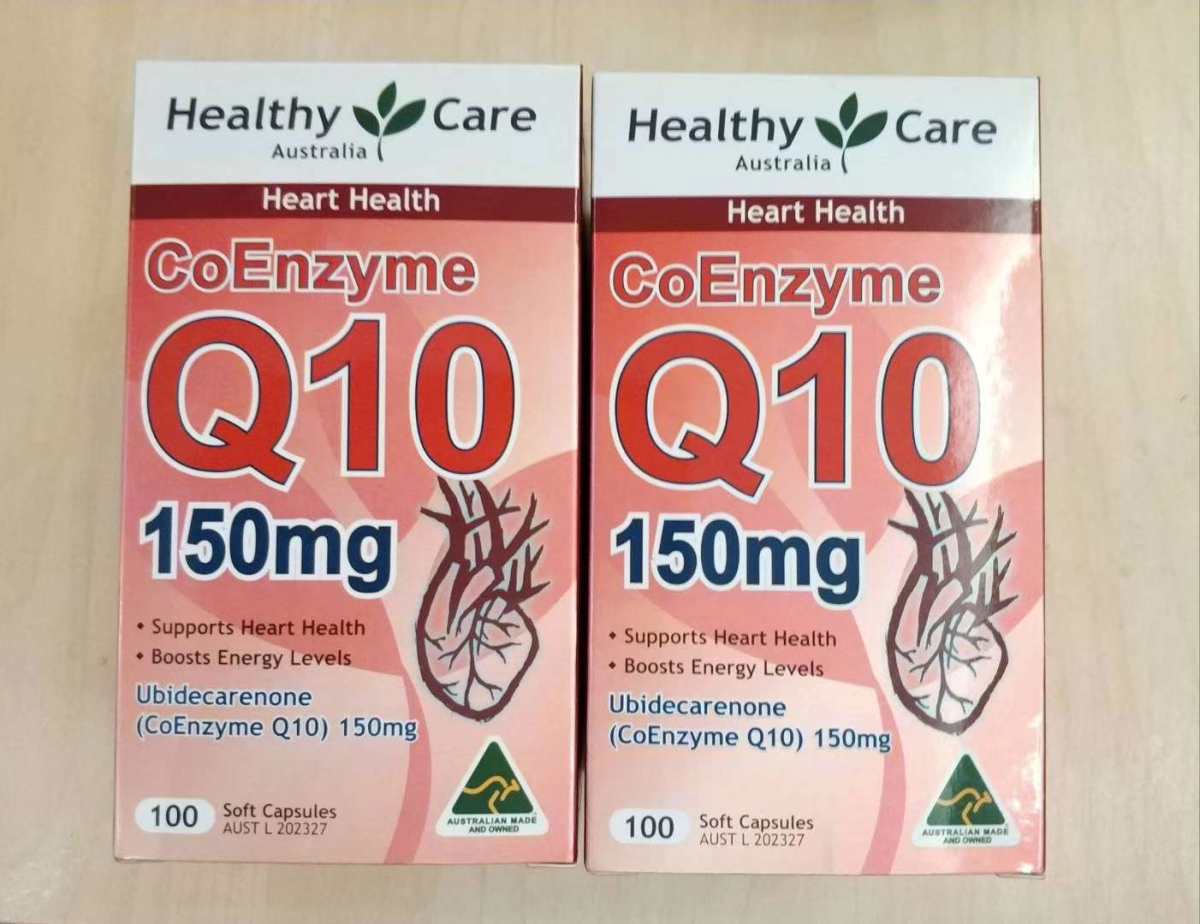 Healthy Care
Australia
Heart Health
CoEnzyme
Q10
150mg
• Supports Heart Health
• Boosts Energy Levels
Ubidecarenone
(CoEnzyme Q10) 150mg
100 Soft Capsules
AUST L 202327
AUSTRALIAN MADE
AND OWNED
Healthy Care
Australia
Heart Health
CoEnzyme
Q10
150mg
• Supports Heart Health
• Boosts Energy Levels
Ubidecarenone
(CoEnzyme Q10) 150mg
100 Soft Capsules
AUST L 202327
AUSTRALIAN MADE
AND OWNED